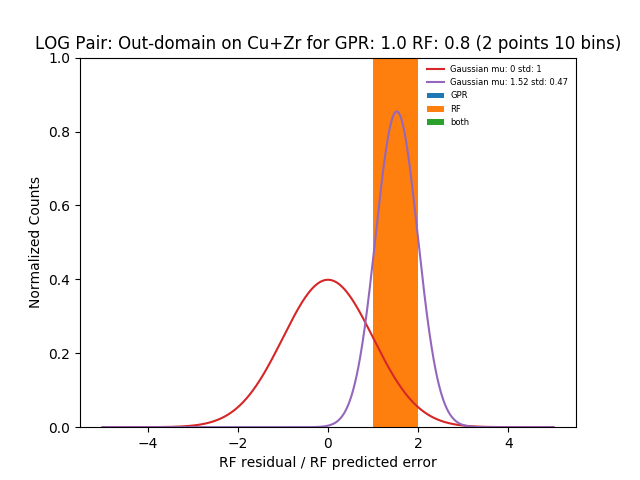 LOG Pair: Out-domain on Cu+Zr for GPR: 1.0 RF: 0.8 (2 points 10 bins)
Gaussian mu: 0 std: 1
Gaussian mu: 1.52 std: 0.47
GPR
RF
both
Normalized Counts
1.0
0.8
0.6
0.4
0.2
0.0
−4 −2 0 2 4
RF residual / RF predicted error